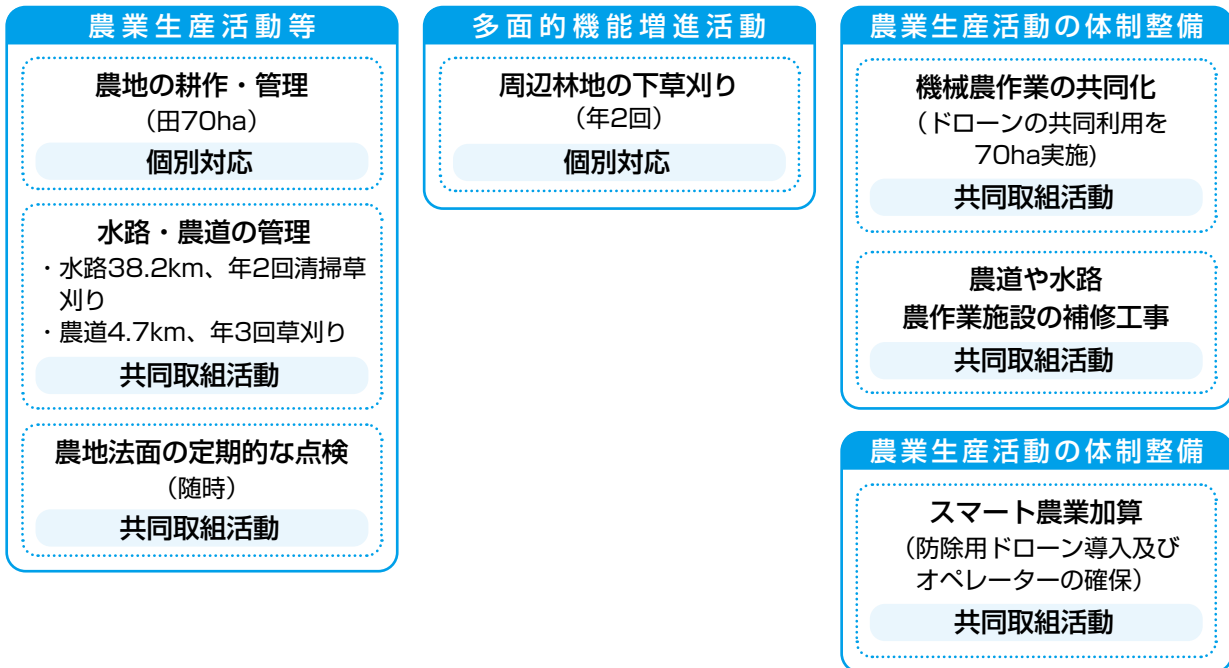 農業生産活動等
農地の耕作・管理
（田70ha）
個別対応
水路・農道の管理
・水路38.2km、年2回清掃草
刈り
・農道4.7km、年3回草刈り
共同取組活動
農地法面の定期的な点検
（随時）
共同取組活動
多面的機能増進活動
周辺林地の下草刈り
（年2回）
個別対応
農業生産活動の体制整備
機械農作業の共同化
（ドローンの共同利用を
70ha実施)
共同取組活動
農道や水路
農作業施設の補修工事
共同取組活動
農業生産活動の体制整備
スマート農業加算
（防除用ドローン導入及び
オペレーターの確保）
共同取組活動